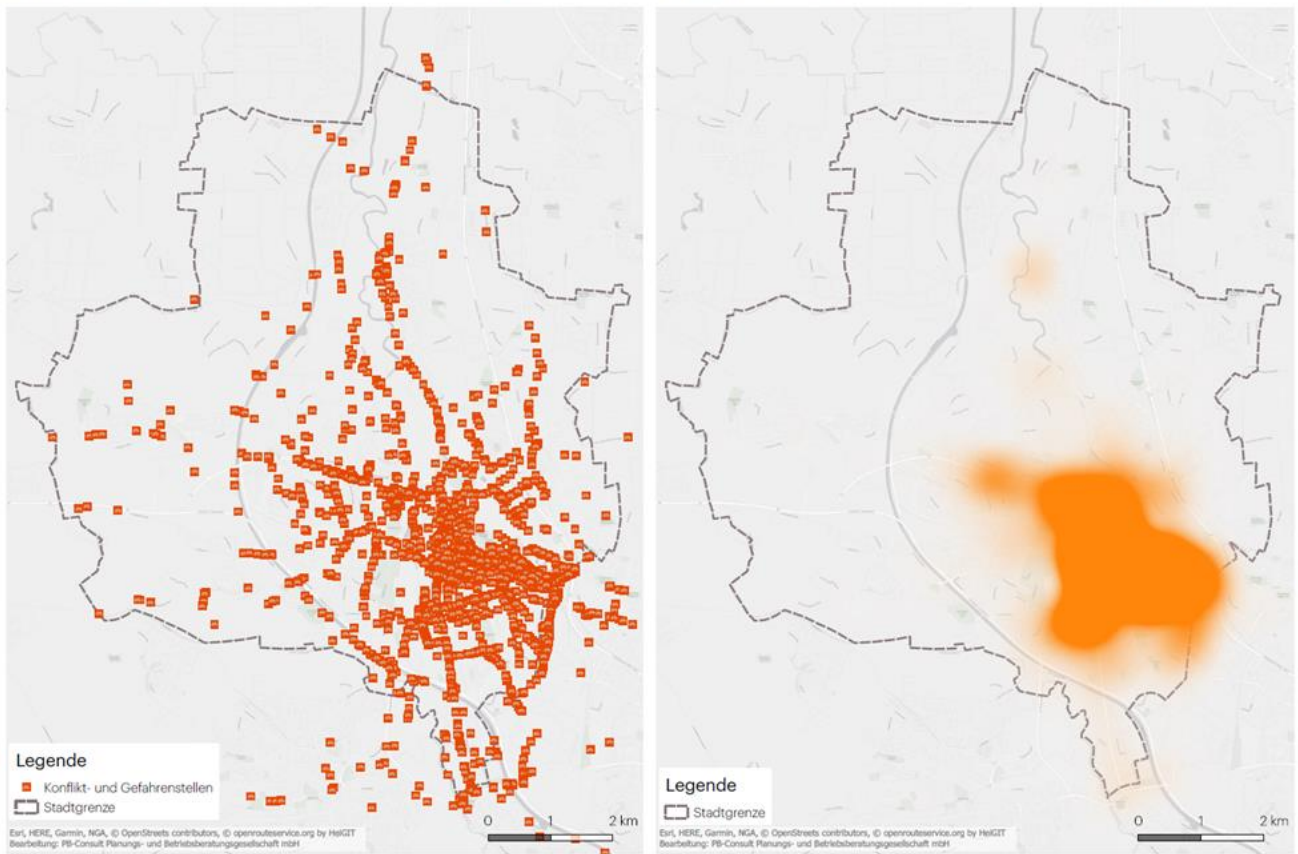 Legende
Konflikt- und Gefahrenstellen
Stadtgrenze
0 1 2 km
Esri, HERE, Garmin, NGA, © OpenStreets contributors, © openrouteservice.org by HeiGIT
Bearbeitung: PB-Consult Planungs- und Betriebsberatungsgesellschaft mbH
Legende
Stadtgrenze
0 1 2 km
Esri, HERE, Garmin, NGA, © OpenStreets contributors, © openrouteservice.org by HeiGIT
Bearbeitung: PB-Consult Planungs- und Betriebsberatungsgesellschaft mbH